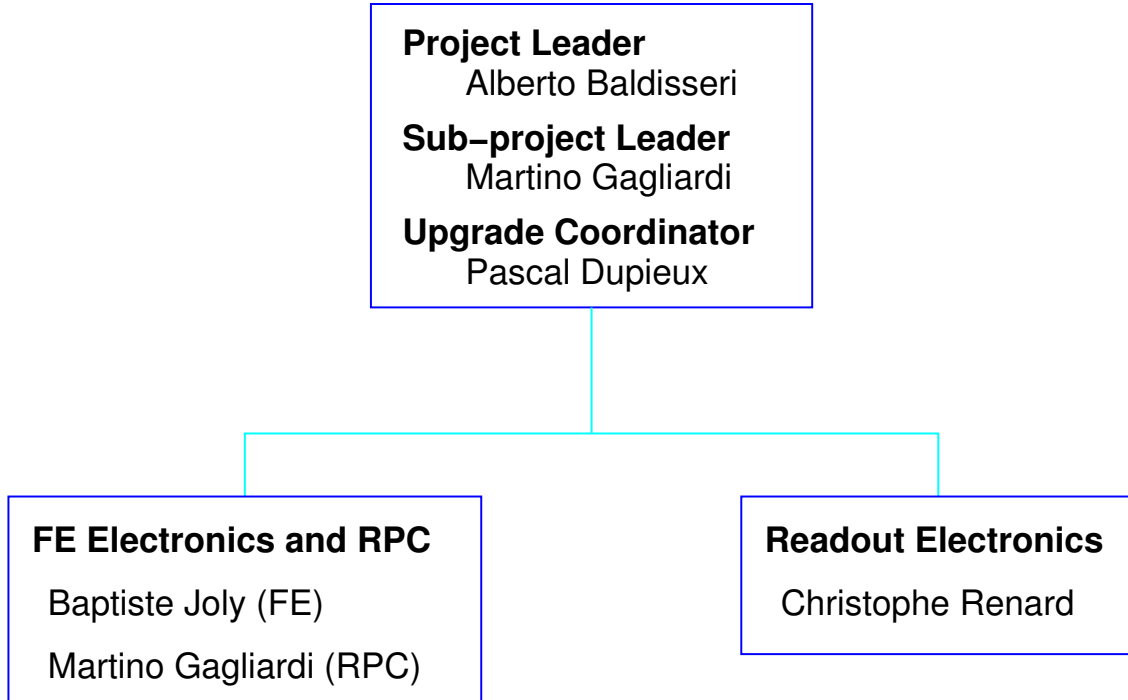 Project Leader
Alberto Baldisseri
Sub−project Leader
Martino Gagliardi
Upgrade Coordinator
Pascal Dupieux
FE Electronics and RPC
Baptiste Joly (FE)
Martino Gagliardi (RPC)
Readout Electronics
Christophe Renard